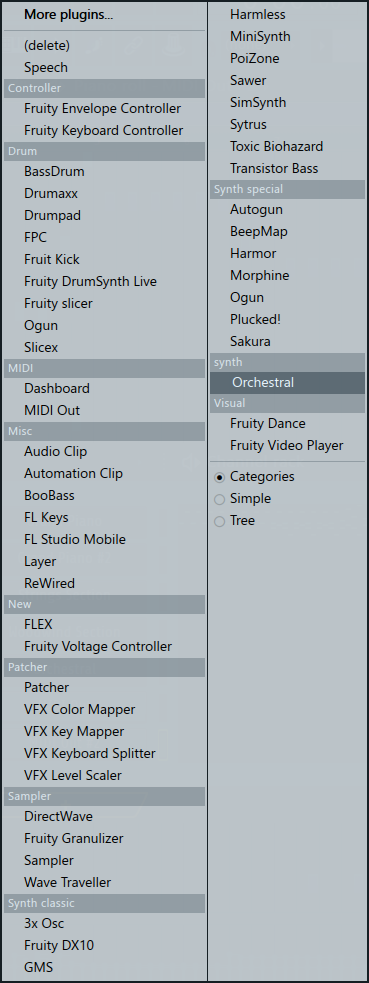 More plugins...
(delete)
Speech
Controller
Fruity Envelope Controller
Fruity Keyboard Controller
Drum
BassDrum
Drumaxx
Drumpad
FPC
Fruit Kick
Fruity DrumSynth Live
Fruity slicer
Ogun
Slicex
MIDI
Dashboard
MIDI Out
Misc
Audio Clip
Automation Clip
BooBass
FL Keys
FL Studio Mobile
Layer
ReWired
New
FLEX
Fruity Voltage Controller
Patcher
Patcher
VFX Color Mapper
VFX Key Mapper
VFX Keyboard Splitter
VFX Level Scaler
Sampler
DirectWave
Fruity Granulizer
Sampler
Wave Traveller
Synth classic
3x Osc
Fruity DX10
GMS
Harmless
MiniSynth
PoiZone
Sawer
SimSynth
Sytrus
Toxic Biohazard
Transistor Bass
Synth special
Autogun
BeepMap
Harmor
Morphine
Ogun
Plucked!
Sakura
synth
Orchestral
Visual
Fruity Dance
Fruity Video Player
Categories
Simple
Tree